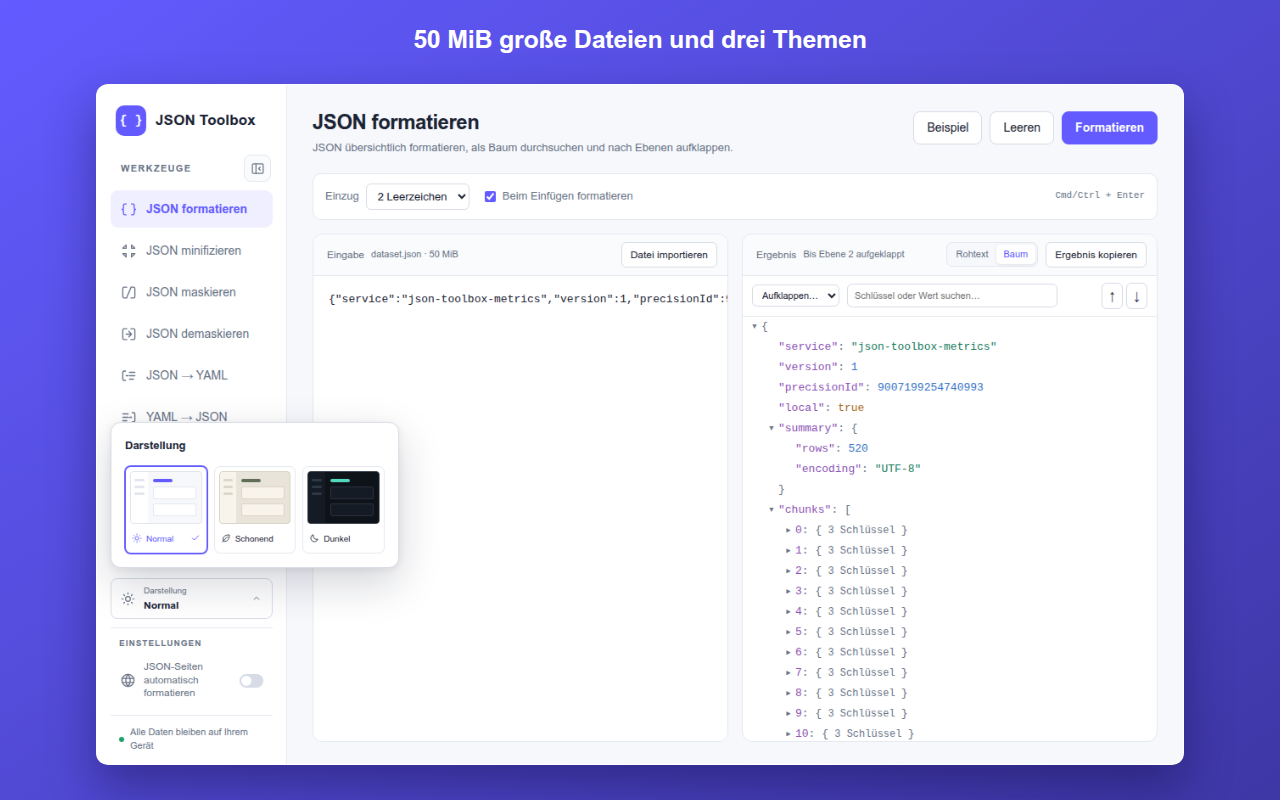 50 MiB große Dateien und drei Themen
{ } JSON Toolbox
WERKZEUGE
{ } JSON formatieren
JSON minifizieren
JSON maskieren
JSON demaskieren
JSON → YAML
YAML → JSON
Darstellung
Normal
Schonend
Dunkel
Darstellung
Normal
EINSTELLUNGEN
JSON-Seiten
automatisch
formatieren
Alle Daten bleiben auf Ihrem
Gerät
JSON formatieren
JSON übersichtlich formatieren, als Baum durchsuchen und nach Ebenen aufklappen.
Beispiel
Leeren
Formatieren
Einzug
2 Leerzeichen
Beim Einfügen formatieren
Cmd/Ctrl + Enter
Eingabe dataset.json · 50 MiB
Datei importieren
{"service":"json-toolbox-metrics","version":1,"precisionId":
Ergebnis Bis Ebene 2 aufgeklappt
Rohtext
Baum
Ergebnis kopieren
Aufklappen...
Schlüssel oder Wert suchen...
↑ ↓
▾ {
"service": "json-toolbox-metrics"
"version": 1
"precisionId": 9007199254740993
"local": true
▾ "summary": {
"rows": 520
"encoding": "UTF-8"
}
▾ "chunks": [
▸ 0: { 3 Schlüssel }
▸ 1: { 3 Schlüssel }
▸ 2: { 3 Schlüssel }
▸ 3: { 3 Schlüssel }
▸ 4: { 3 Schlüssel }
▸ 5: { 3 Schlüssel }
▸ 6: { 3 Schlüssel }
▸ 7: { 3 Schlüssel }
▸ 8: { 3 Schlüssel }
▸ 9: { 3 Schlüssel }
▸ 10: { 3 Schlüssel }